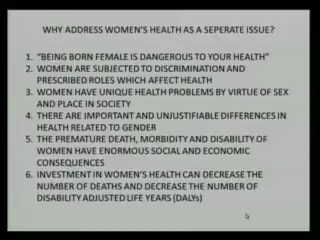 WHY ADDRESS WOMEN'S HEALTH AS A SEPERATE ISSUE?
1. "BEING BORN FEMALE IS DANGEROUS TO YOUR HEALTH"
2. WOMEN ARE SUBJECTED TO DISCRIMINATION AND
PRESCRIBED ROLES WHICH AFFECT HEALTH
3. WOMEN HAVE UNIQUE HEALTH PROBLEMS BY VIRTUE OF SEX
AND PLACE IN SOCIETY
4. THERE ARE IMPORTANT AND UNJUSTIFIABLE DIFFERENCES IN
HEALTH RELATED TO GENDER
5. THE PREMATURE DEATH, MORBIDITY AND DISABILITY OF
WOMEN HAVE ENORMOUS SOCIAL AND ECONOMIC
CONSEQUENCES
6. INVESTMENT IN WOMEN'S HEALTH CAN DECREASE THE
NUMBER OF DEATHS AND DECREASE THE NUMBER OF
DISABILITY ADJUSTED LIFE YEARS (DALYs)